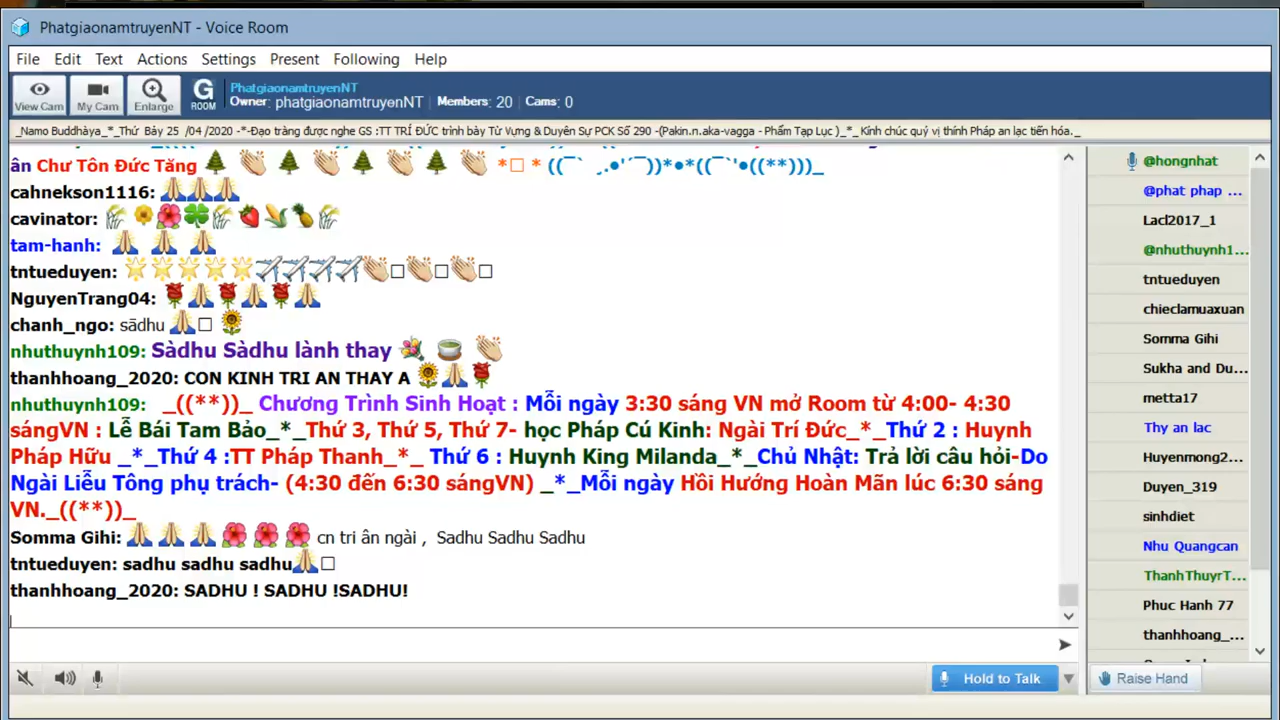 PhatgiaonamtruyenNT - Voice Room
File Edit Text Actions Settings Present Following Help
View Cam My Cam Enlarge G ROOM
PhatgiaonamtruyenNT
Owner: phatgiaonamtruyenNT Members: 20 Cams: 0
_Namo Buddhàya_*_Thứ Bảy 25 /04 /2020 -*-Đạo tràng được nghe GS :TT TRÍ ĐỨC trình bày Từ Vựng & Duyên Sự PCK Số 290 -(Pakin.n.aka-vagga - Phẩm Tạp Lục )_*_ Kính chúc quý vị thính Pháp an lạc tiến hóa._
ân Chư Tôn Đức Tăng 🌲 👏🏻 🌲 👏🏻 🌲 👏🏻 🌲 👏🏻 *□ * ((¯` ¸.●'´¯))*●*((¯`'●((**)))_
cahnekson1116: 🙏🙏🙏
cavinator: 🌾🌼🌺🍀🌾🍓🌽🍍🌾
tam-hanh: 🙏 🙏 🙏
tntueduyen: 🌟🌟🌟🌟🌟✈✈✈✈👏🏻□👏🏻□👏🏻□
NguyenTrang04: 🌹🙏🌹🙏🌹🙏
chanh_ngo: sādhu 🙏□ 🌻
nhuthuynh109: Sàdhu Sàdhu lành thay 💐 🍵 👏🏻
thanhhoang_2020: CON KINH TRI AN THAY A 🌻🙏🌹
nhuthuynh109: _((**))_ Chương Trình Sinh Hoạt : Mỗi ngày 3:30 sáng VN mở Room từ 4:00- 4:30
sángVN : Lễ Bái Tam Bảo_*_Thứ 3, Thứ 5, Thứ 7- học Pháp Cú Kinh: Ngài Trí Đức_*_Thứ 2 : Huynh
Pháp Hữu _*_Thứ 4 :TT Pháp Thanh_*_ Thứ 6 : Huynh King Milanda_*_Chủ Nhật: Trả lời câu hỏi-Do
Ngài Liễu Tông phụ trách- (4:30 đến 6:30 sángVN) _*_Mỗi ngày Hồi Hướng Hoàn Mãn lúc 6:30 sáng
VN._((**))_
Somma Gihi: 🙏 🙏 🙏 🌺 🌺 🌺 cn tri ân ngài , Sadhu Sadhu Sadhu
tntueduyen: sadhu sadhu sadhu🙏□
thanhhoang_2020: SADHU ! SADHU !SADHU!
@hongnhat
@phat phap ...
Lacl2017_1
@nhuthuynh1...
tntueduyen
chieclamuaxuan
Somma Gihi
Sukha and Du...
metta17
Thy an lac
Huyenmong2...
Duyen_319
sinhdiet
Nhu Quangcan
ThanhThuyrT...
Phuc Hanh 77
thanhhoang_...
Hold to Talk
Raise Hand